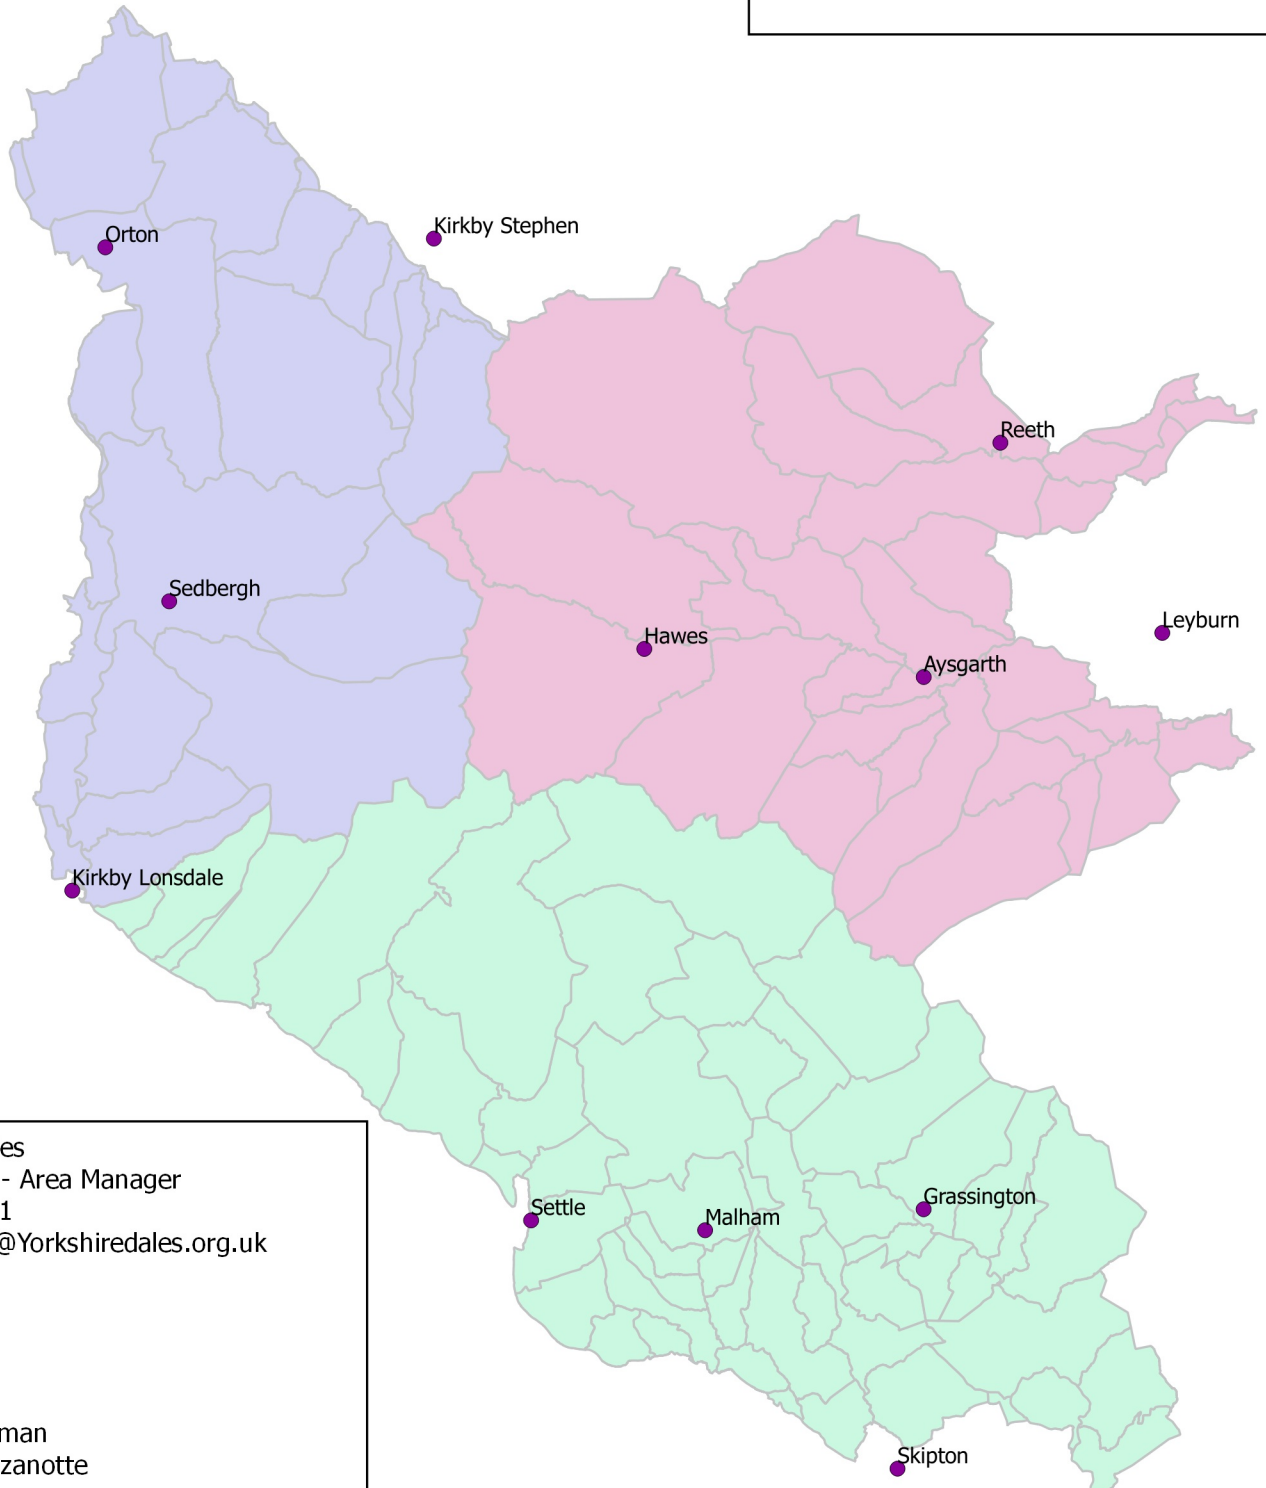 Kirkby Stephen
Orton
Reeth
Sedbergh
Leyburn
Hawes
Aysgarth
Kirkby Lonsdale
es
- Area Manager
1
@Yorkshiredales.org.uk
Grassington
Settle
Malham
man
zanotte
Skipton